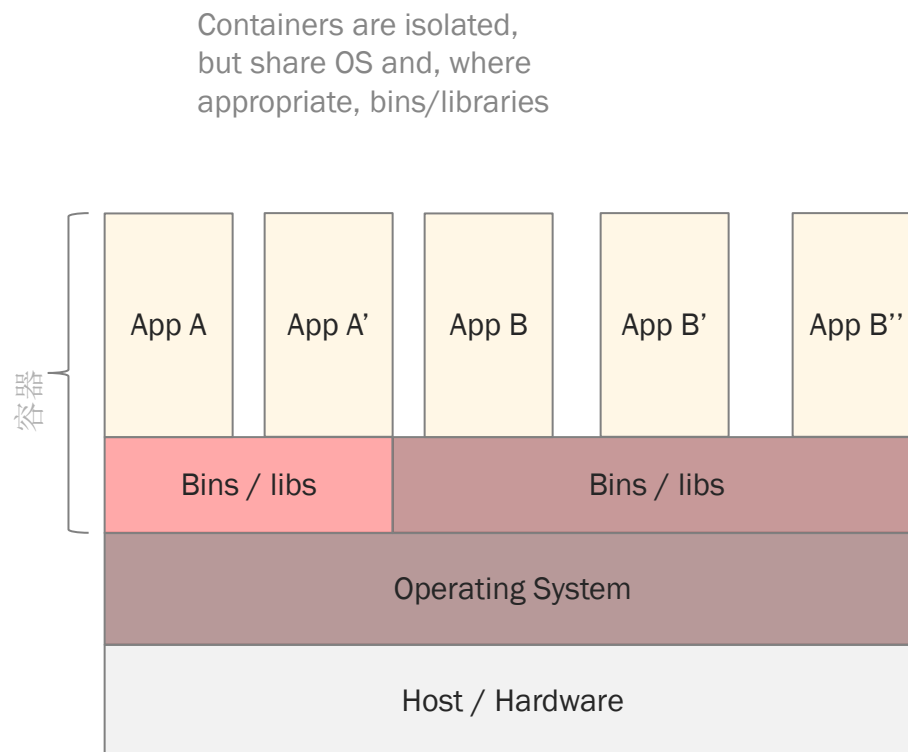 Containers are isolated,
but share OS and, where
appropriate, bins/libraries
App A
App A’
App B
App B’
App B’’
容器
Bins / libs
Bins / libs
Operating System
Host / Hardware